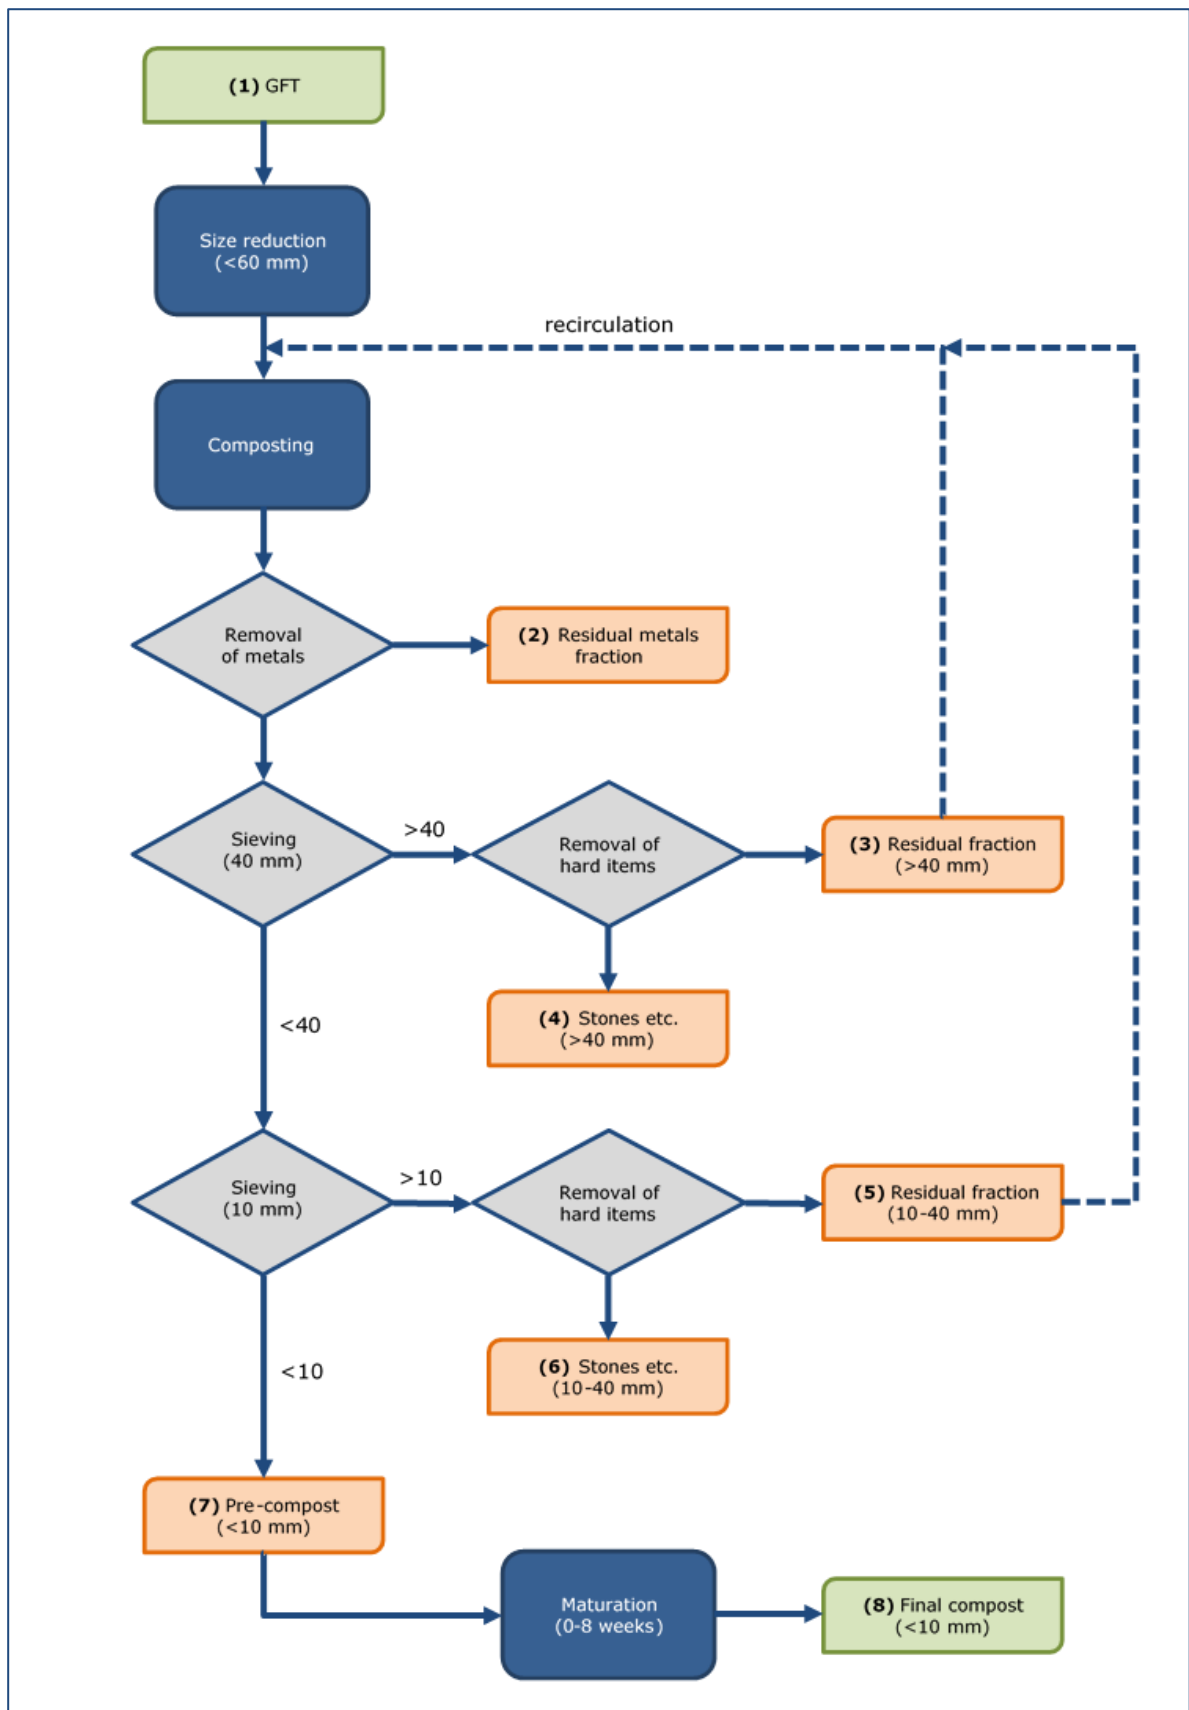 (1) GFT
Size reduction
(<60 mm)
recirculation
Composting
Removal
of metals
(2) Residual metals
fraction
Sieving
(40 mm)
>40
Removal of
hard items
(3) Residual fraction
(>40 mm)
<40
(4) Stones etc.
(>40 mm)
Sieving
(10 mm)
>10
Removal of
hard items
(5) Residual fraction
(10-40 mm)
<10
(6) Stones etc.
(10-40 mm)
(7) Pre-compost
(<10 mm)
Maturation
(0-8 weeks)
(8) Final compost
(<10 mm)